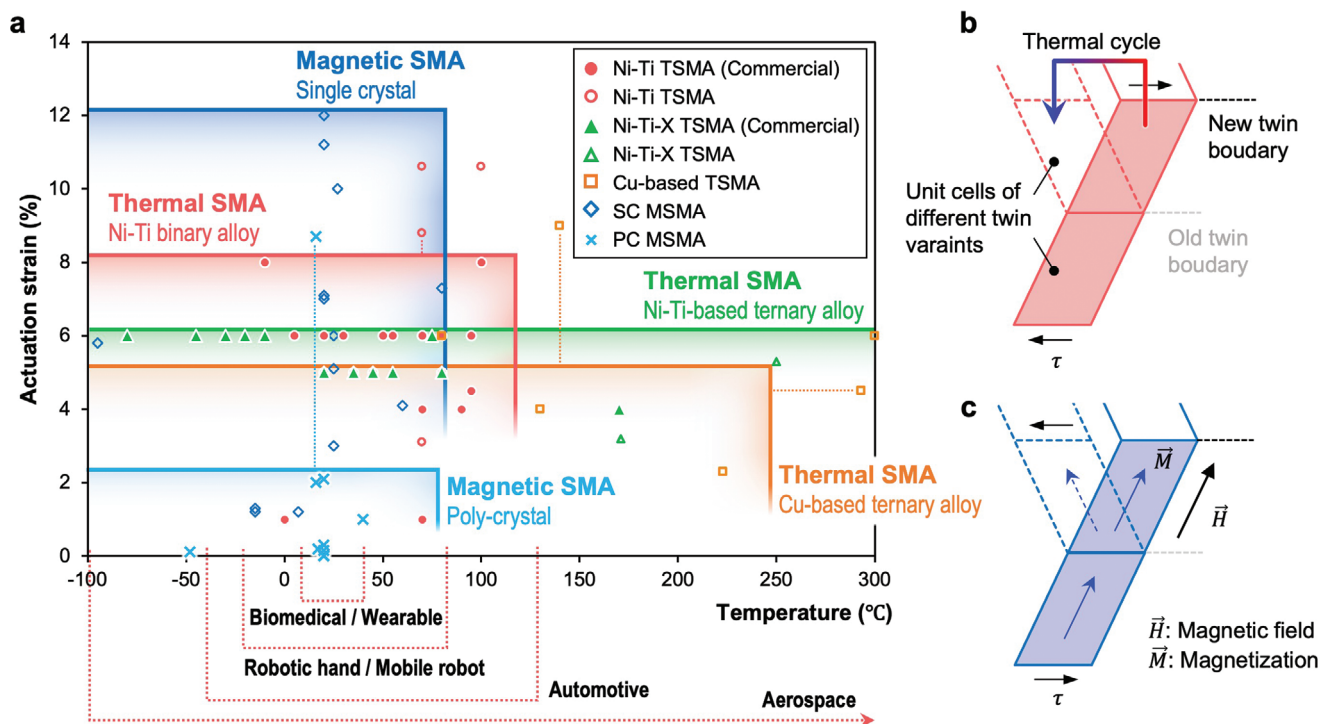 a
14
12
10
8
6
4
2
0
Actuation strain (%)
-100
-50
0
50
100
150
200
250
300
Temperature (℃)
Magnetic SMA
Single crystal
Thermal SMA
Ni-Ti binary alloy
Thermal SMA
Ni-Ti-based ternary alloy
Magnetic SMA
Poly-crystal
Thermal SMA
Cu-based ternary alloy
Ni-Ti TSMA (Commercial)
Ni-Ti TSMA
Ni-Ti-X TSMA (Commercial)
Ni-Ti-X TSMA
Cu-based TSMA
SC MSMA
PC MSMA
Biomedical / Wearable
Robotic hand / Mobile robot
Automotive
Aerospace
b
Thermal cycle
New twin
boudary
Unit cells of
different twin
varaints
Old twin
boudary
τ
c
M⃗
H⃗
H⃗: Magnetic field
M⃗: Magnetization
τ